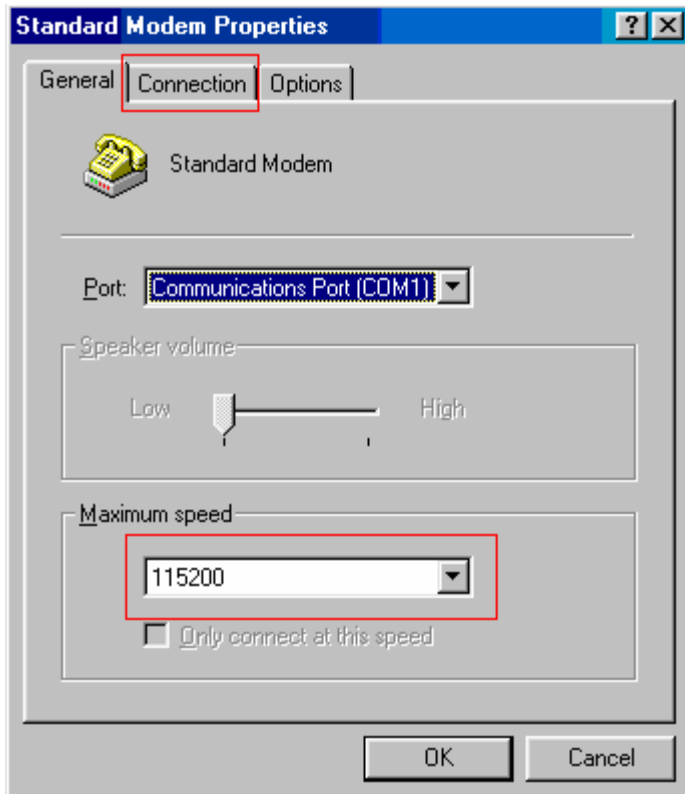 Standard Modem Properties
General Connection Options
Standard Modem
Port: Communications Port (COM1)
Speaker volume
Low High
Maximum speed
115200
Only connect at this speed
OK Cancel